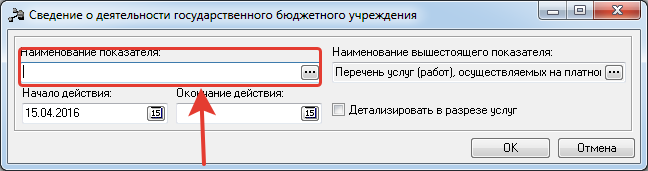 Сведение о деятельности государственного бюджетного учреждения
Наименование показателя:
Наименование вышестоящего показателя:
Перечень услуг (работ), осуществляемых на платно
Начало действия:
Окончание действия:
15.04.2016
15
15
Детализировать в разрезе услуг
OK
Отмена